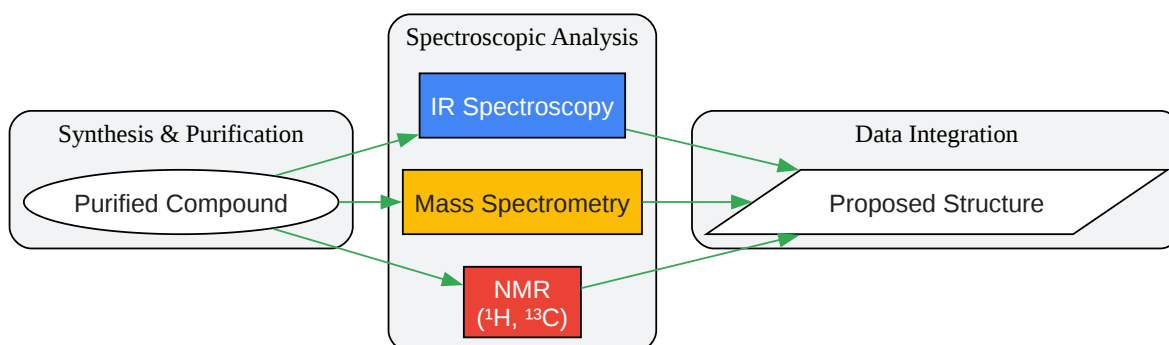 Synthesis & Purification
Purified Compound
Spectroscopic Analysis
IR Spectroscopy
Mass Spectrometry
NMR
(¹H, ¹³C)
Data Integration
Proposed Structure